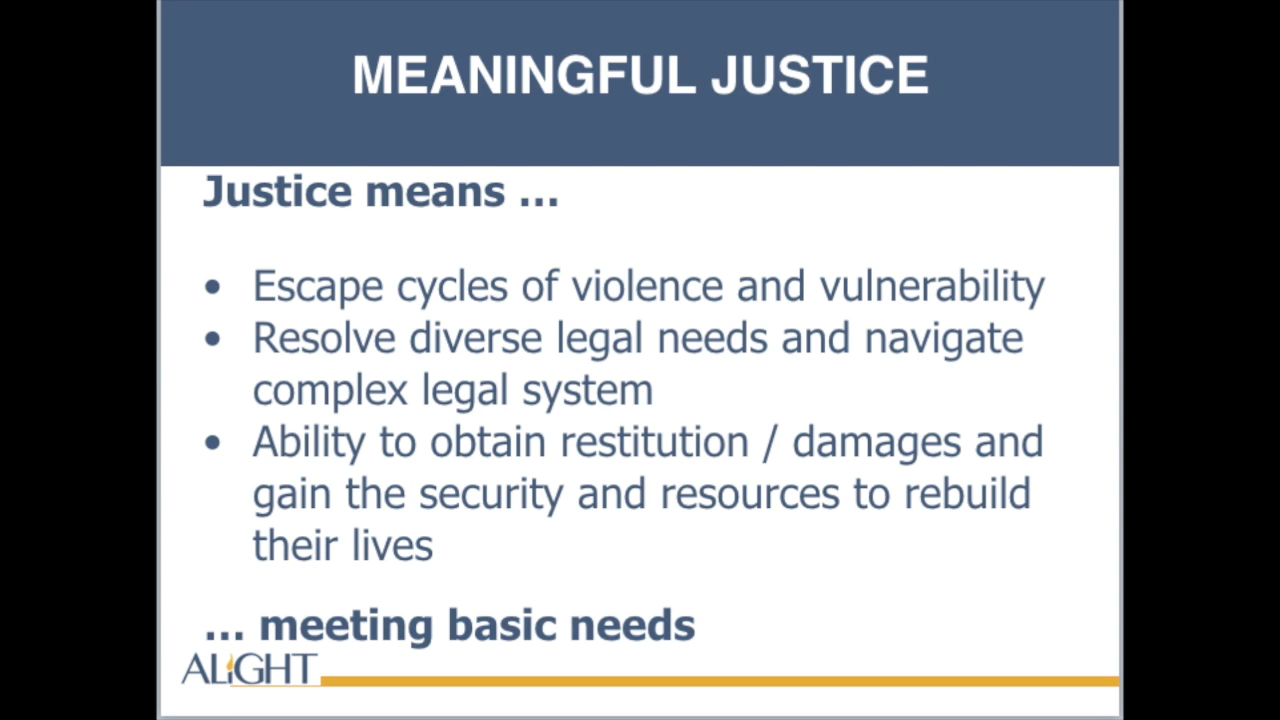 MEANINGFUL JUSTICE
Justice means ...
• Escape cycles of violence and vulnerability
• Resolve diverse legal needs and navigate
complex legal system
• Ability to obtain restitution / damages and
gain the security and resources to rebuild
their lives
... meeting basic needs
ALiGHT